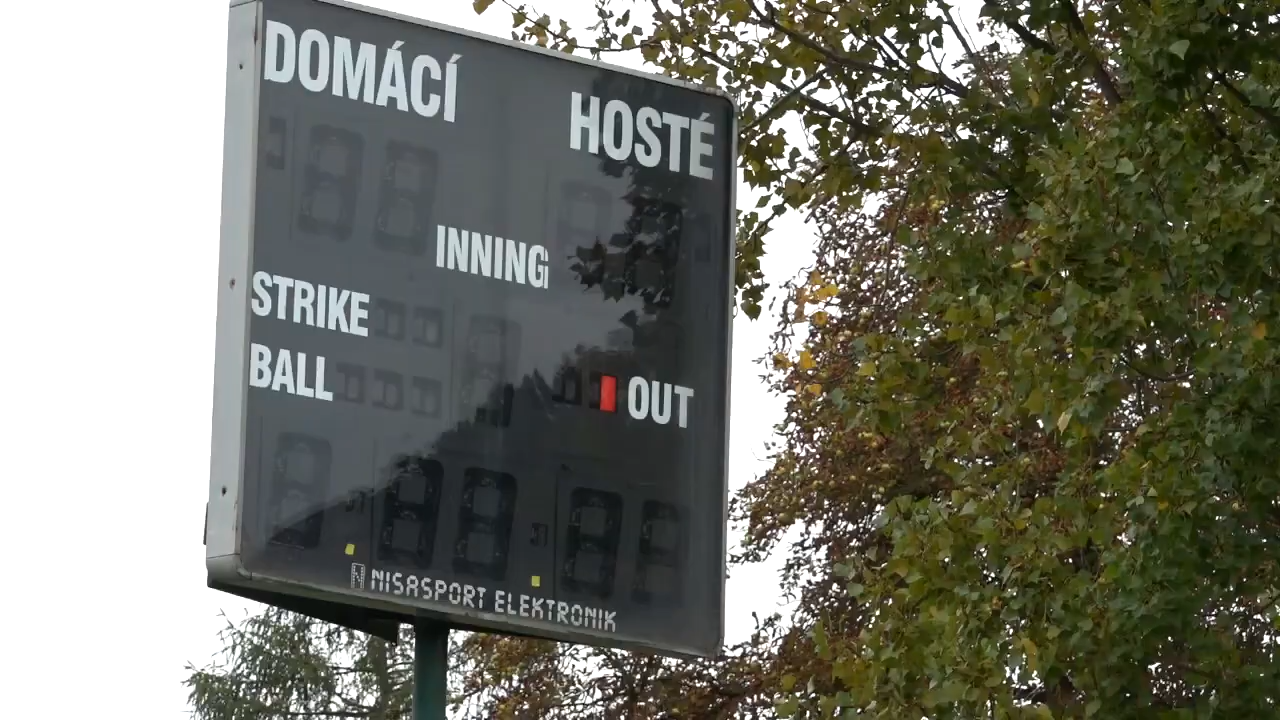 DOMÁCÍ
HOSTÉ
INNING
STRIKE
BALL
OUT
NISASPORT ELEKTRONIK